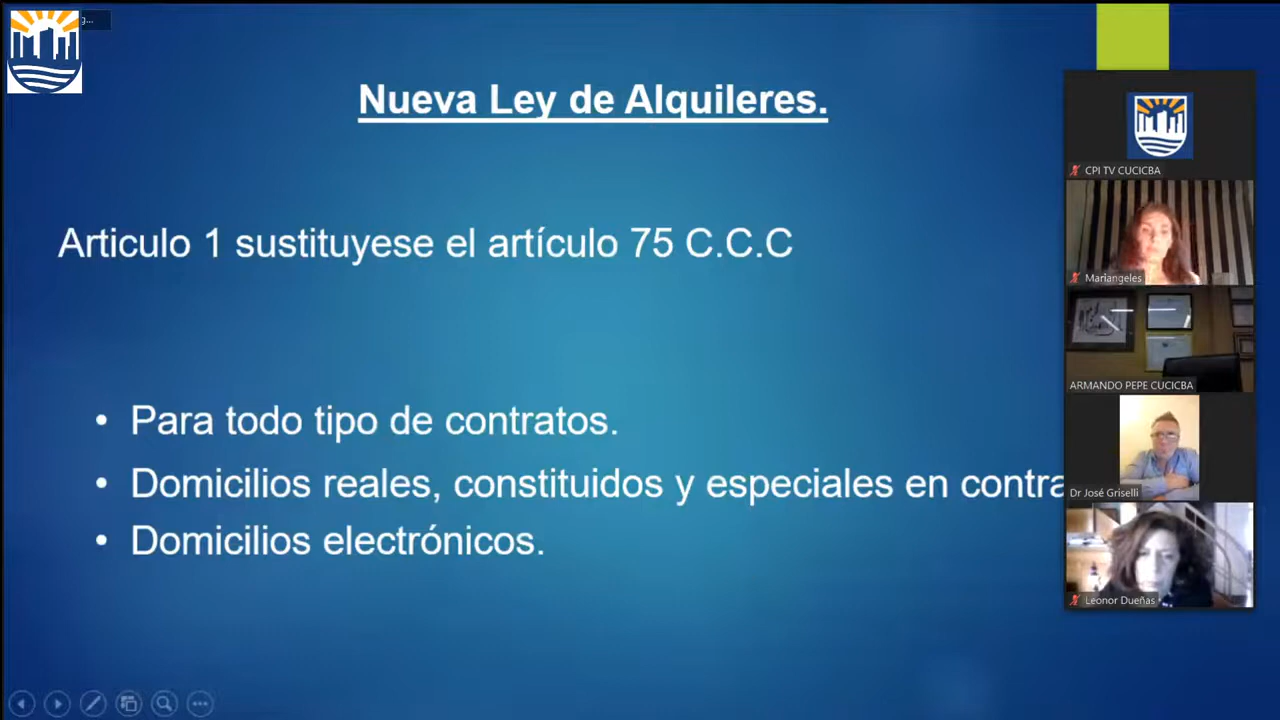 g...
Nueva Ley de Alquileres.
Articulo 1 sustituyese el artículo 75 C.C.C
• Para todo tipo de contratos.
• Domicilios reales, constituidos y especiales en contra
• Domicilios electrónicos.
CPI TV CUCICBA
Mariangeles
ARMANDO PEPE CUCICBA
Dr José Griselli
Leonor Dueñas